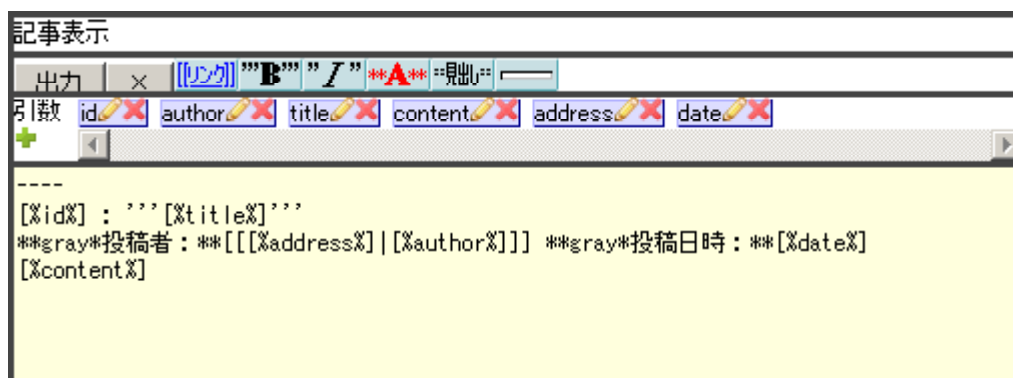 記事表示
出力 × [[リンク]] '''B''' ''I'' **A** ==見出し==
引数 id author title content address date
----
[%id%] : '''[%title%]'''
**gray*投稿者：**[[[%address%]|[%author%]]] **gray*投稿日時：**[%date%]
[%content%]